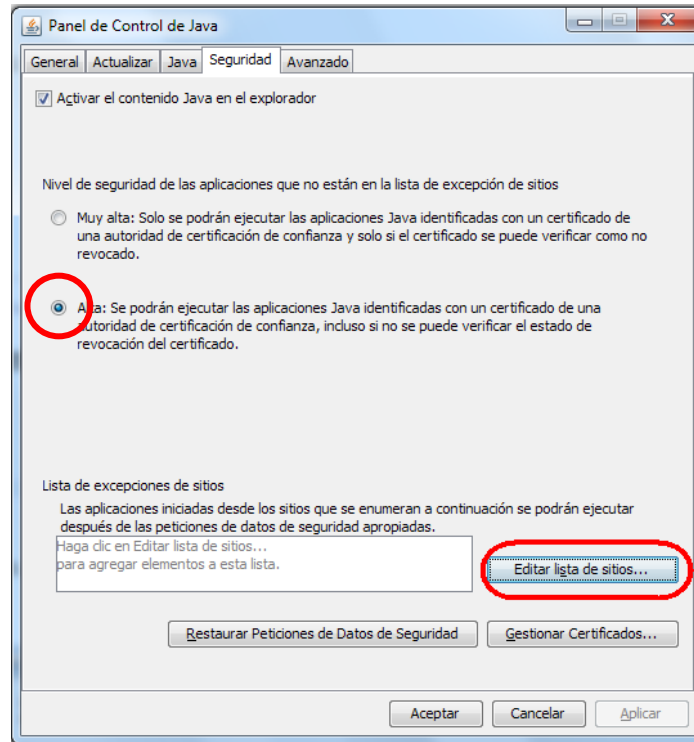 Panel de Control de Java
General Actualizar Java Seguridad Avanzado
Activar el contenido Java en el explorador
Nivel de seguridad de las aplicaciones que no están en la lista de excepción de sitios
Muy alta: Solo se podrán ejecutar las aplicaciones Java identificadas con un certificado de
una autoridad de certificación de confianza y solo si el certificado se puede verificar como no
revocado.
Alta: Se podrán ejecutar las aplicaciones Java identificadas con un certificado de una
autoridad de certificación de confianza, incluso si no se puede verificar el estado de
revocación del certificado.
Lista de excepciones de sitios
Las aplicaciones iniciadas desde los sitios que se enumeran a continuación se podrán ejecutar
después de las peticiones de datos de seguridad apropiadas.
Haga clic en Editar lista de sitios...
para agregar elementos a esta lista.
Editar lista de sitios...
Restaurar Peticiones de Datos de Seguridad Gestionar Certificados...
Aceptar Cancelar Aplicar